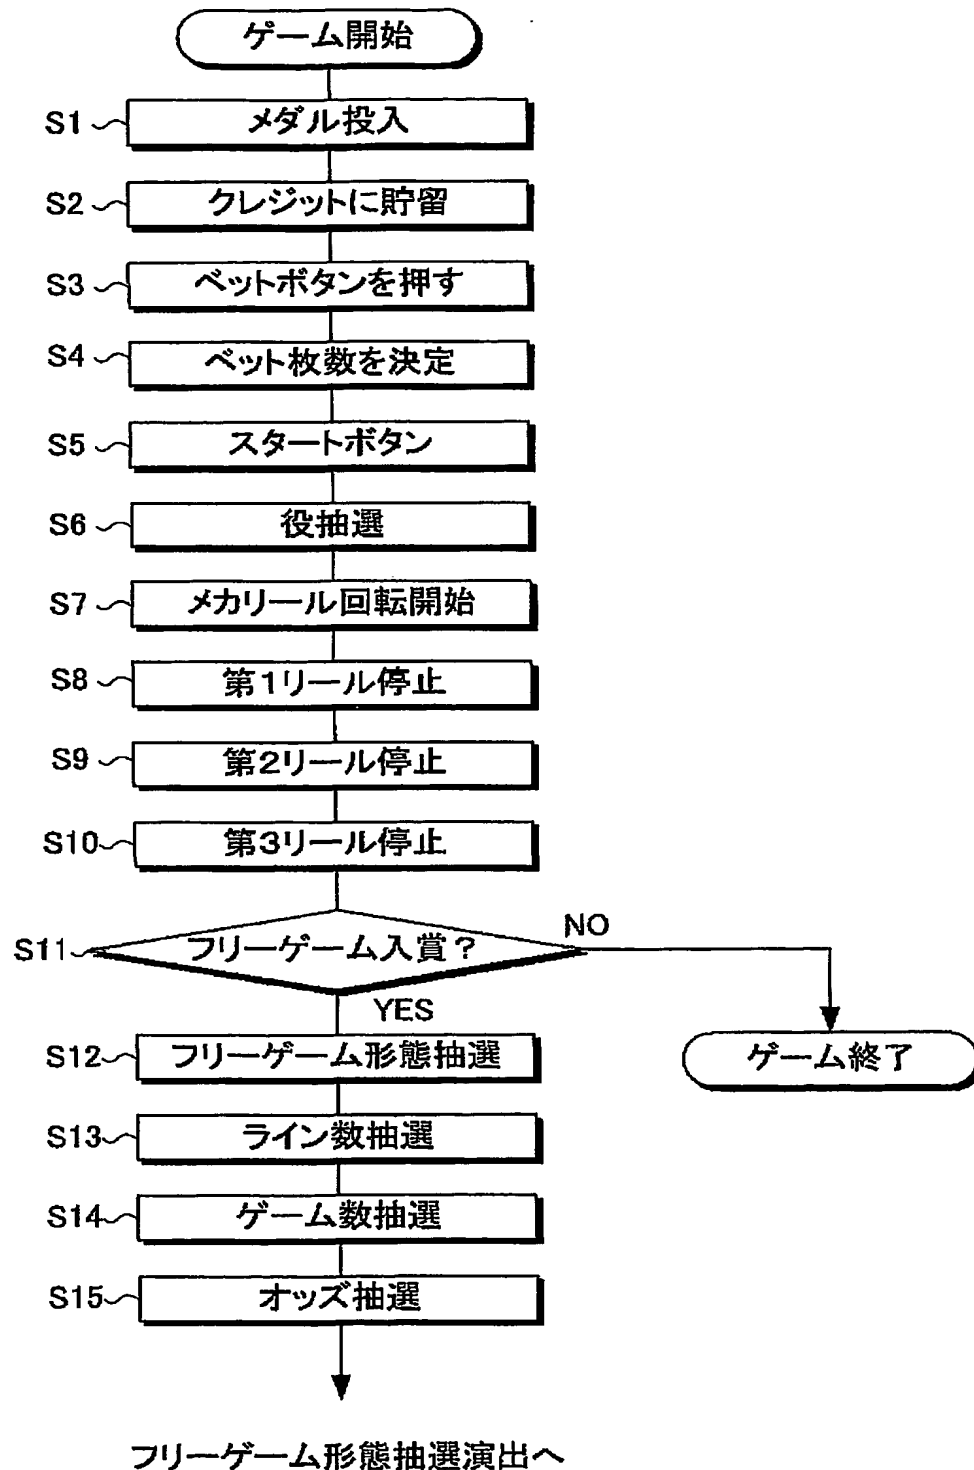 ゲーム開始
S1 メダル投入
S2 クレジットに貯留
S3 ベットボタンを押す
S4 ベット枚数を決定
S5 スタートボタン
S6 役抽選
S7 メカリール回転開始
S8 第1リール停止
S9 第2リール停止
S10 第3リール停止
S11 フリーゲーム入賞? NO
YES
S12 フリーゲーム形態抽選 ゲーム終了
S13 ライン数抽選
S14 ゲーム数抽選
S15 オッズ抽選
フリーゲーム形態抽選演出へ